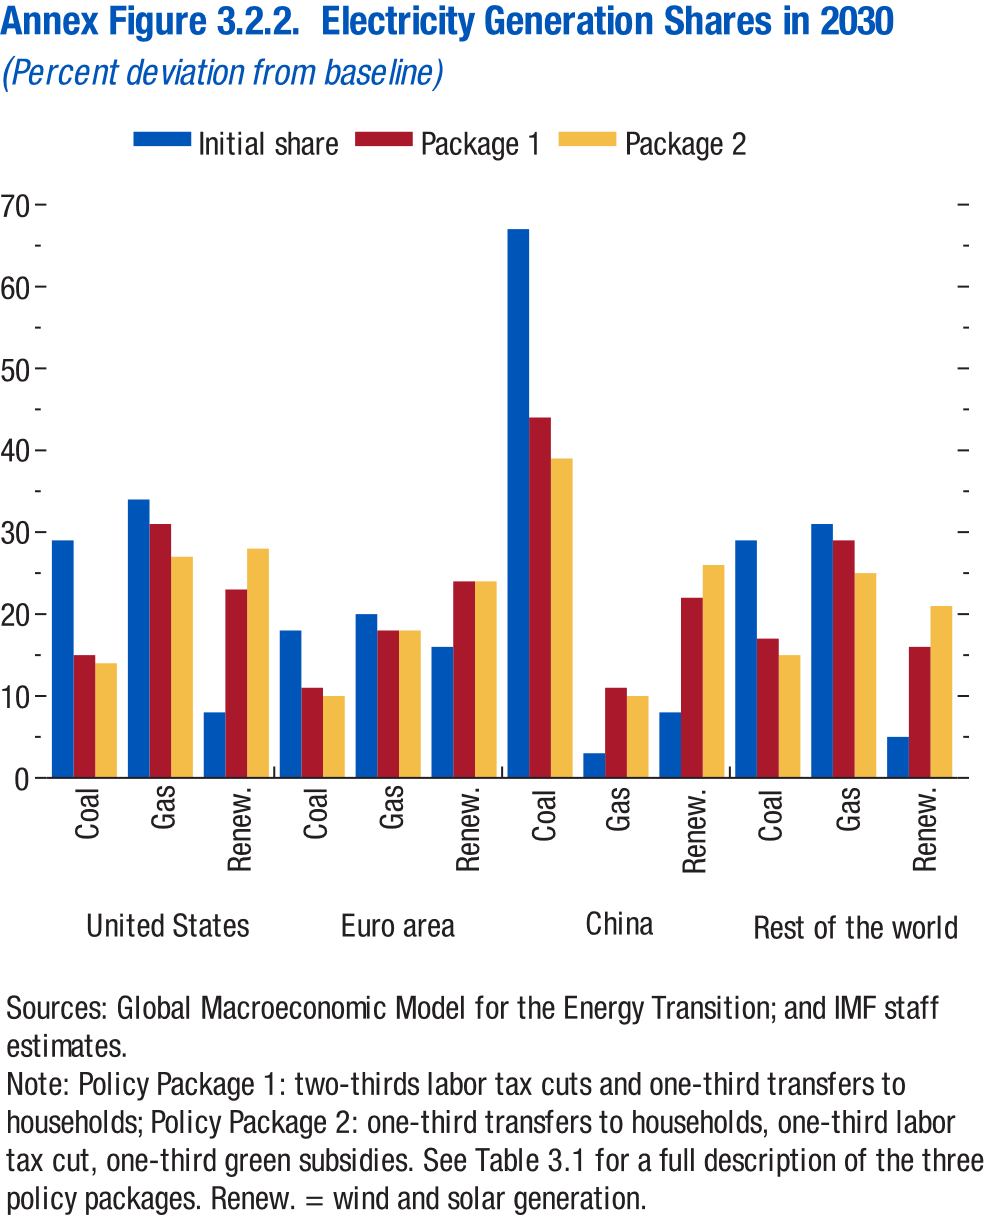 Annex Figure 3.2.2. Electricity Generation Shares in 2030
(Percent deviation from baseline)
Initial share Package 1 Package 2
70
60
50
40
30
20
10
0
Coal Gas Renew. Coal Gas Renew. Coal Gas Renew. Coal Gas Renew.
United States Euro area China Rest of the world
Sources: Global Macroeconomic Model for the Energy Transition; and IMF staff
estimates.
Note: Policy Package 1: two-thirds labor tax cuts and one-third transfers to
households; Policy Package 2: one-third transfers to households, one-third labor
tax cut, one-third green subsidies. See Table 3.1 for a full description of the three
policy packages. Renew. = wind and solar generation.